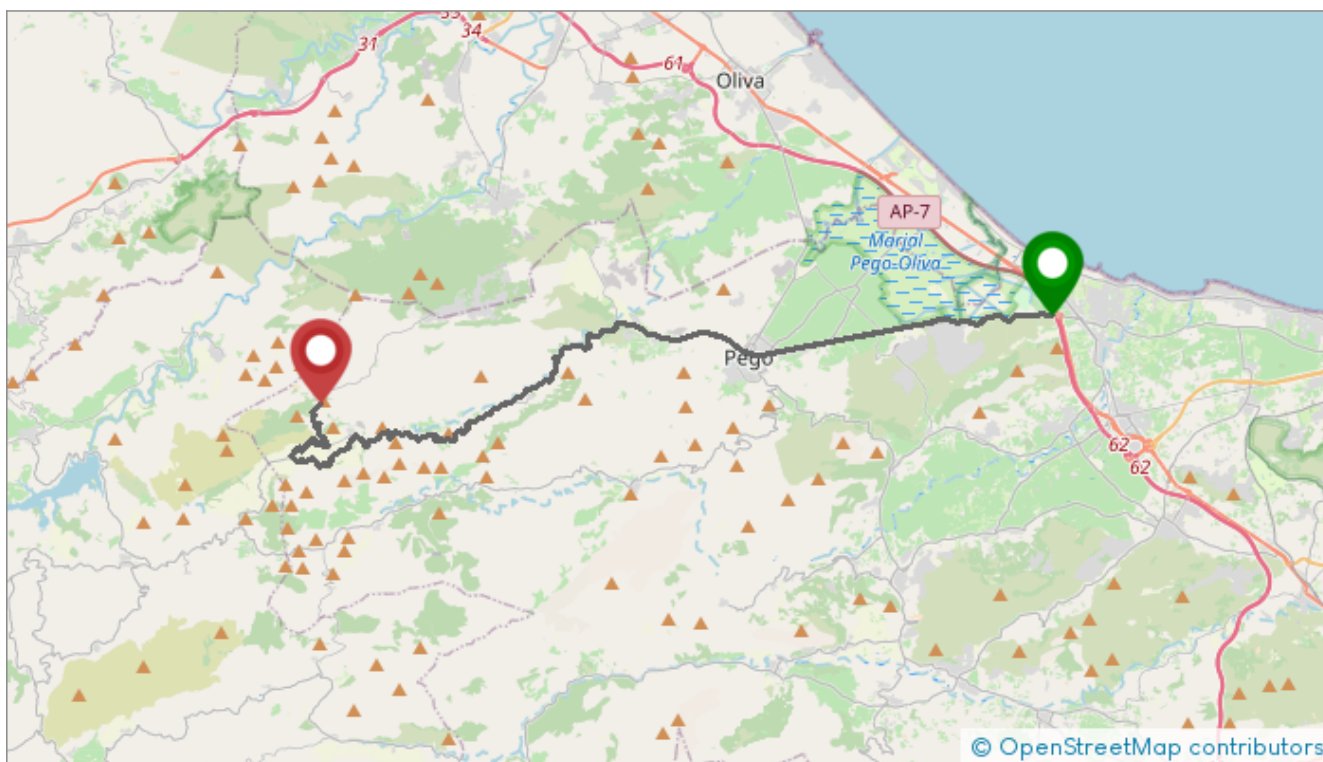 33
34
31
61
Oliva
AP-7
Marjal
Pego-Oliva
Pego
62
62
© OpenStreetMap contributors